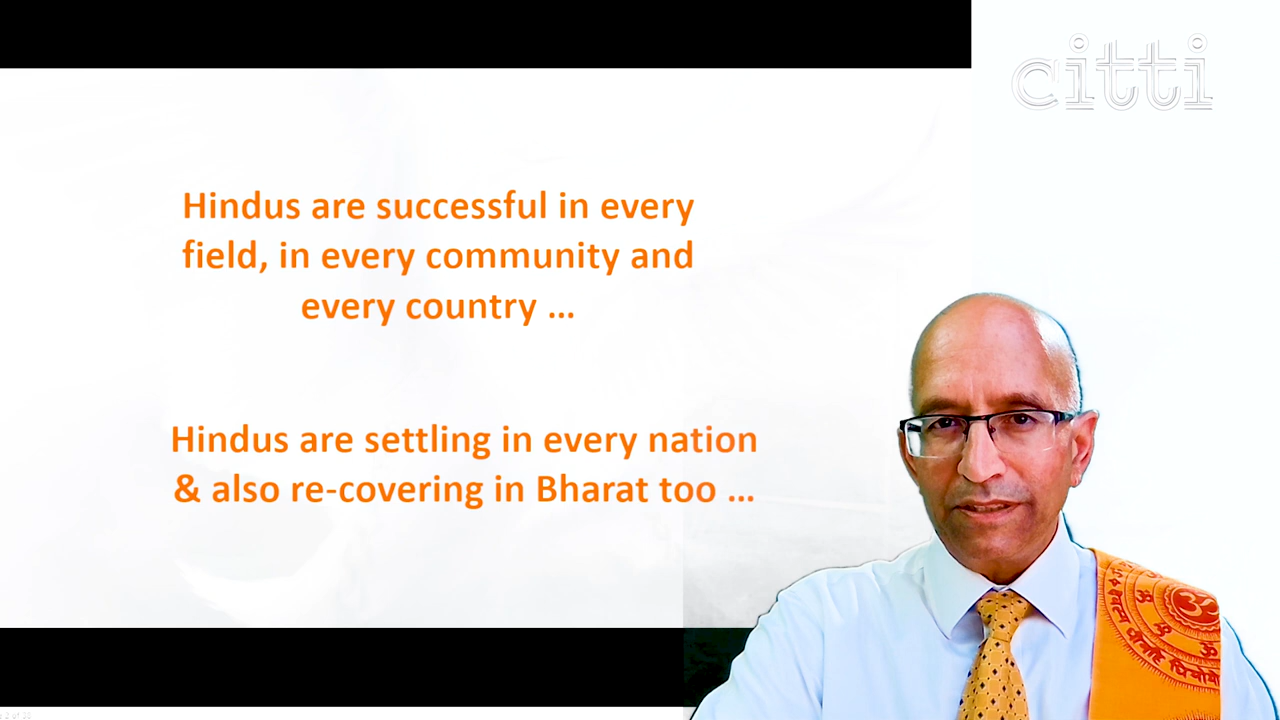 citti
Hindus are successful in every
field, in every community and
every country ...
Hindus are settling in every nation
& also re-covering in Bharat too ...
ॐ